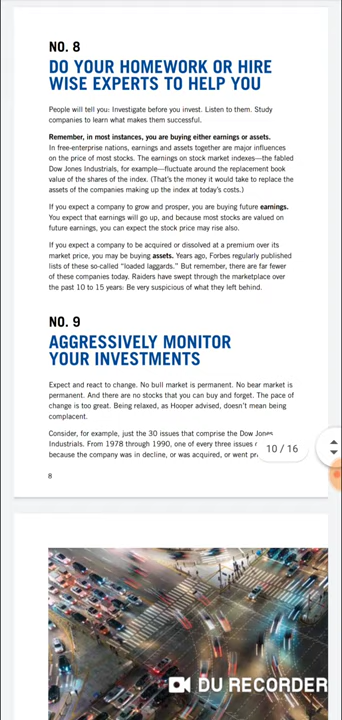 NO. 8
DO YOUR HOMEWORK OR HIRE
WISE EXPERTS TO HELP YOU
People will tell you: Investigate before you invest. Listen to them. Study
companies to learn what makes them successful.
Remember, in most instances, you are buying either earnings or assets.
In free-enterprise nations, earnings and assets together are major influences
on the price of most stocks. The earnings on stock market indexes—the fabled
Dow Jones Industrials, for example—fluctuate around the replacement book
value of the shares of the index. (That's the money it would take to replace the
assets of the companies making up the index at today's costs.)
If you expect a company to grow and prosper, you are buying future earnings.
You expect that earnings will go up, and because most stocks are valued on
future earnings, you can expect the stock price may rise also.
If you expect a company to be acquired or dissolved at a premium over its
market price, you may be buying assets. Years ago, Forbes regularly published
lists of these so-called "loaded laggards." But remember, there are far fewer
of these companies today. Raiders have swept through the marketplace over
the past 10 to 15 years: Be very suspicious of what they left behind.
NO. 9
AGGRESSIVELY MONITOR
YOUR INVESTMENTS
Expect and react to change. No bull market is permanent. No bear market is
permanent. And there are no stocks that you can buy and forget. The pace of
change is too great. Being relaxed, as Hooper advised, doesn't mean being
complacent.
Consider, for example, just the 30 issues that comprise the Dow Jones
Industrials. From 1978 through 1990, one of every three issues
because the company was in decline, or was acquired, or went
10 / 16
8
DU RECORDER